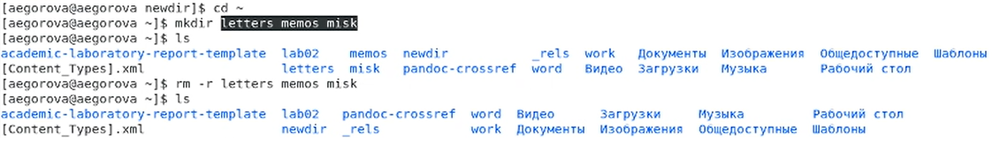 [aegorova@aegorova newdir]$ cd ~
[aegorova@aegorova ~]$ mkdir letters memos misk
[aegorova@aegorova ~]$ ls
academic-laboratory-report-template  lab02    memos  newdir           _rels  work   Документы  Изображения  Общедоступные  Шаблоны
[Content_Types].xml                  letters  misk   pandoc-crossref  word   Видео  Загрузки   Музыка       Рабочий стол
[aegorova@aegorova ~]$ rm -r letters memos misk
[aegorova@aegorova ~]$ ls
academic-laboratory-report-template  lab02   pandoc-crossref  word  Видео      Загрузки     Музыка         Рабочий стол
[Content_Types].xml                  newdir  _rels            work  Документы  Изображения  Общедоступные  Шаблоны